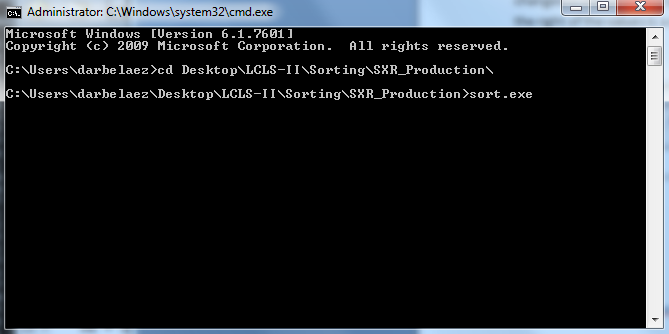 Administrator: C:\Windows\system32\cmd.exe
Microsoft Windows [Version 6.1.7601]
Copyright (c) 2009 Microsoft Corporation.  All rights reserved.
C:\Users\darbelaez>cd Desktop\LCLS-II\Sorting\SXR_Production\
C:\Users\darbelaez\Desktop\LCLS-II\Sorting\SXR_Production>sort.exe